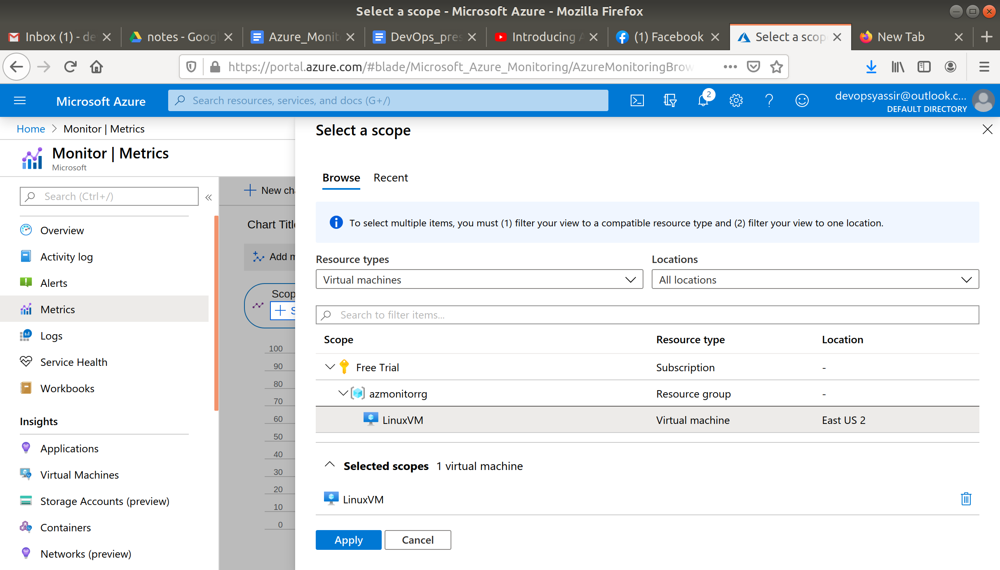 Select a scope - Microsoft Azure - Mozilla Firefox
Inbox (1) - de
notes - Googl
Azure_Monit
DevOps_pres
Introducing A
(1) Facebook
Select a scop
New Tab
https://portal.azure.com/#blade/Microsoft_Azure_Monitoring/AzureMonitoringBrow
Microsoft Azure
Search resources, services, and docs (G+/)
2
devopsyassir@outlook.c...
DEFAULT DIRECTORY
Home > Monitor | Metrics
Monitor | Metrics
Microsoft
Search (Ctrl+/)
«
Overview
Activity log
Alerts
Metrics
Logs
Service Health
Workbooks
Insights
Applications
Virtual Machines
Storage Accounts (preview)
Containers
Networks (preview)
New cha
Chart Title
Add m
Scop
S
100
90
80
70
60
50
40
30
20
10
0
Select a scope
Browse Recent
To select multiple items, you must (1) filter your view to a compatible resource type and (2) filter your view to one location.
Resource types
Virtual machines
Locations
All locations
Search to filter items...
Scope Resource type Location
Free Trial Subscription -
azmonitorrg Resource group -
LinuxVM Virtual machine East US 2
Selected scopes 1 virtual machine
LinuxVM
Apply Cancel